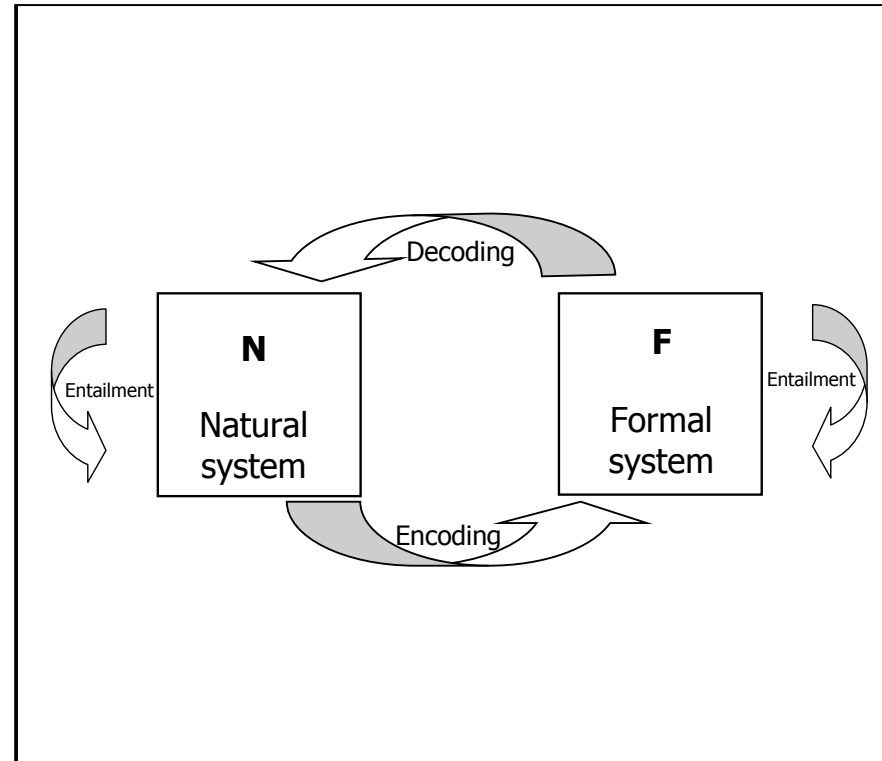 Decoding
N
Natural
system
F
Formal
system
Entailment
Entailment
Encoding